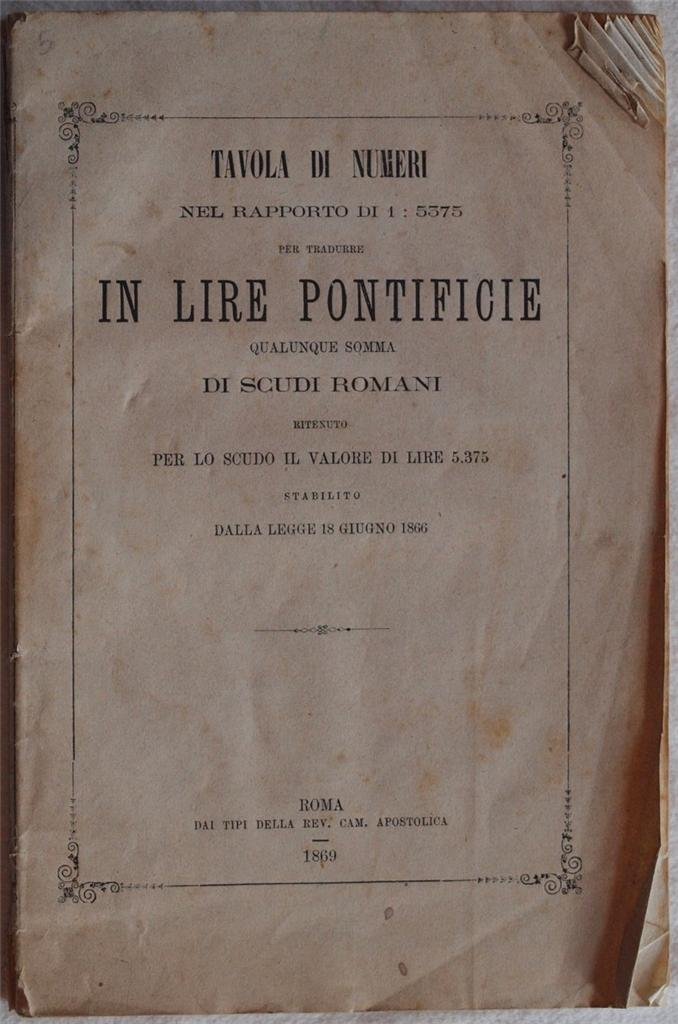 5
TAVOLA DI NUMERI
NEL RAPPORTO DI 1 : 5375
PER TRADURRE
IN LIRE PONTIFICIE
QUALUNQUE SOMMA
DI SCUDI ROMANI
RITENUTO
PER LO SCUDO IL VALORE DI LIRE 5.375
STABILITO
DALLA LEGGE 18 GIUGNO 1866
ROMA
DAI TIPI DELLA REV. CAM. APOSTOLICA
1869